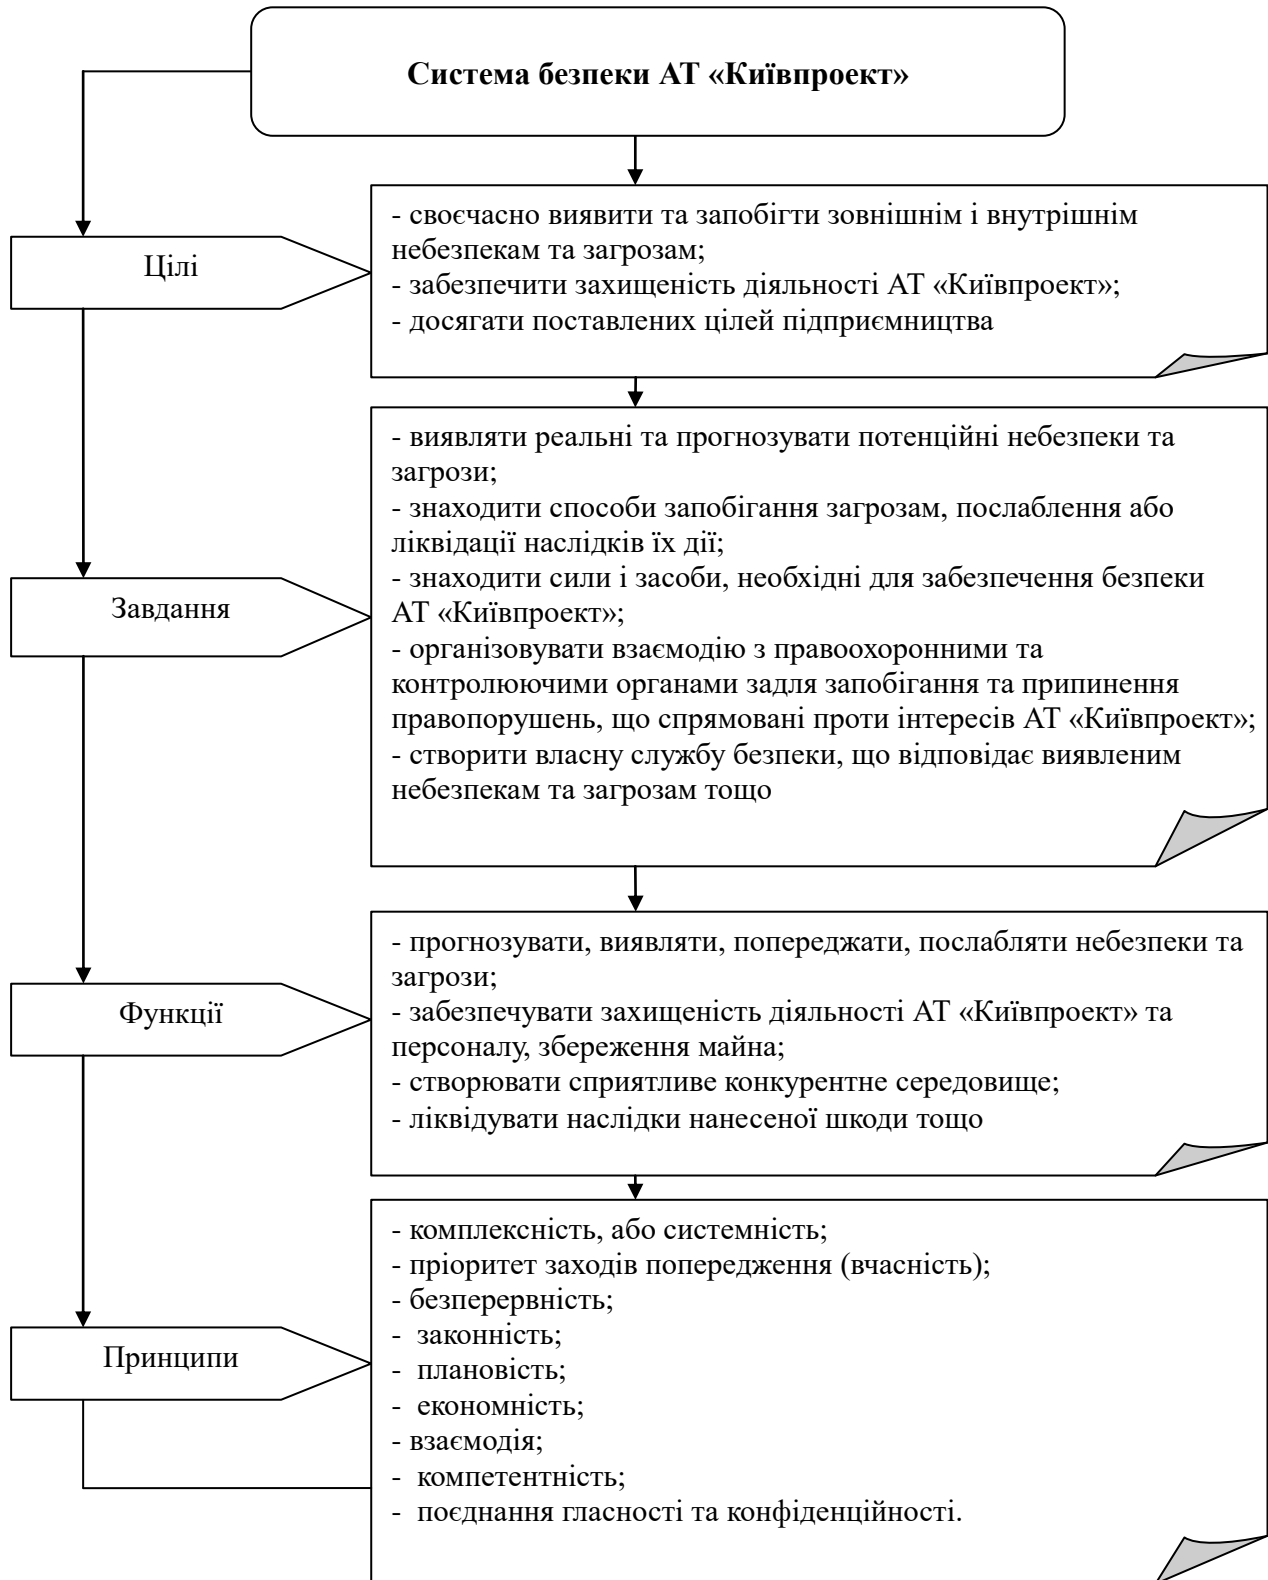 Система безпеки АТ «Київпроект»
Цілі
- своєчасно виявити та запобігти зовнішнім і внутрішнім
небезпекам та загрозам;
- забезпечити захищеність діяльності АТ «Київпроект»;
- досягати поставлених цілей підприємництва
Завдання
- виявляти реальні та прогнозувати потенційні небезпеки та
загрози;
- знаходити способи запобігання загрозам, послаблення або
ліквідації наслідків їх дії;
- знаходити сили і засоби, необхідні для забезпечення безпеки
АТ «Київпроект»;
- організовувати взаємодію з правоохоронними та
контролюючими органами задля запобігання та припинення
правопорушень, що спрямовані проти інтересів АТ «Київпроект»;
- створити власну службу безпеки, що відповідає виявленим
небезпекам та загрозам тощо
Функції
- прогнозувати, виявляти, попереджати, послабляти небезпеки та
загрози;
- забезпечувати захищеність діяльності АТ «Київпроект» та
персоналу, збереження майна;
- створювати сприятливе конкурентне середовище;
- ліквідувати наслідки нанесеної шкоди тощо
Принципи
- комплексність, або системність;
- пріоритет заходів попередження (вчасність);
- безперервність;
- законність;
- плановість;
- економність;
- взаємодія;
- компетентність;
- поєднання гласності та конфіденційності.